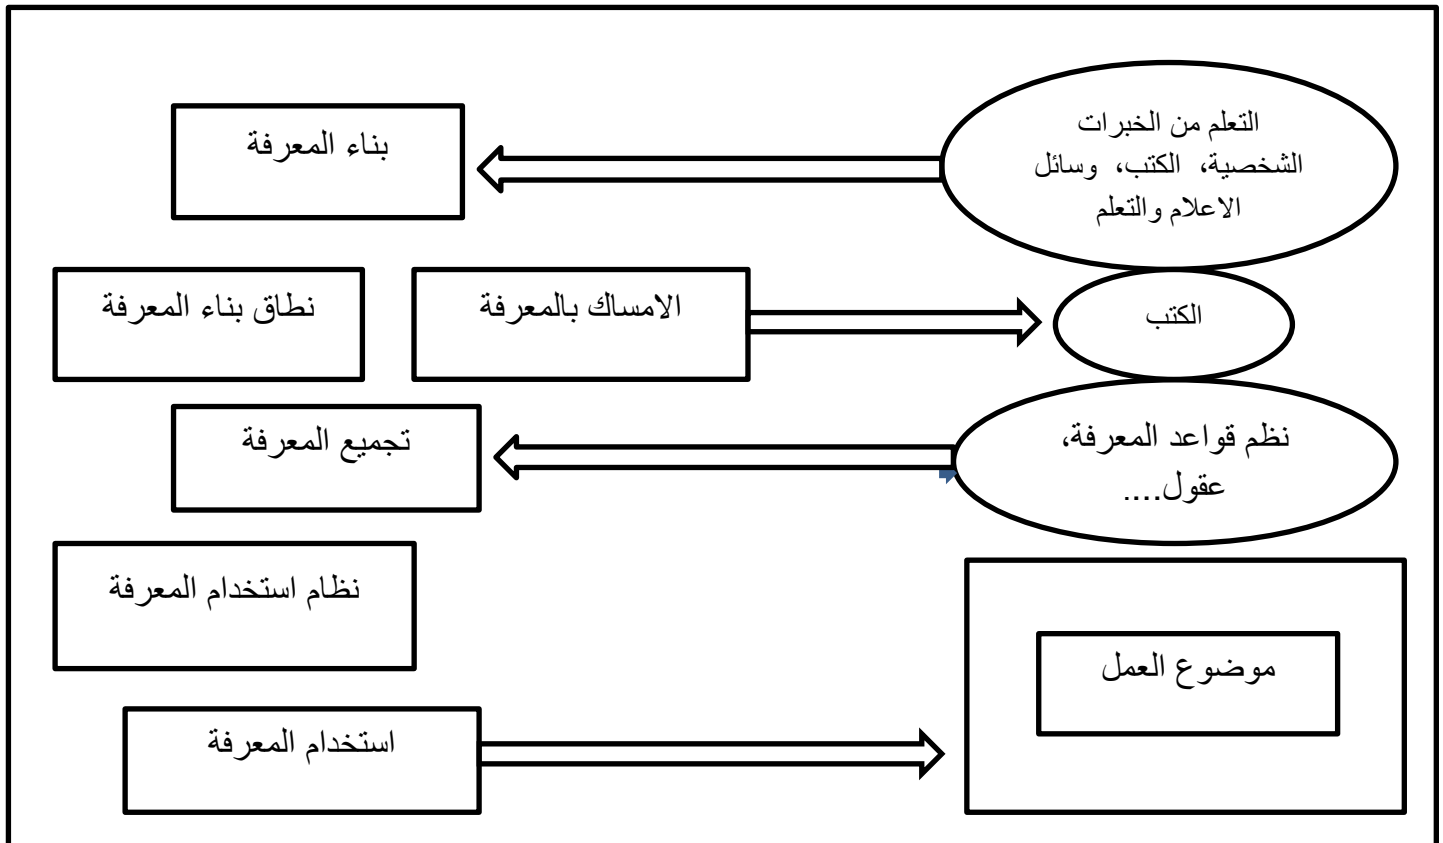 التعلم من الخبرات
الشخصية، الكتب، وسائل
الاعلام والتعلم
بناء المعرفة
الكتب
الامساك بالمعرفة
نطاق بناء المعرفة
نظم قواعد المعرفة،
عقول....
تجميع المعرفة
نظام استخدام المعرفة
موضوع العمل
استخدام المعرفة